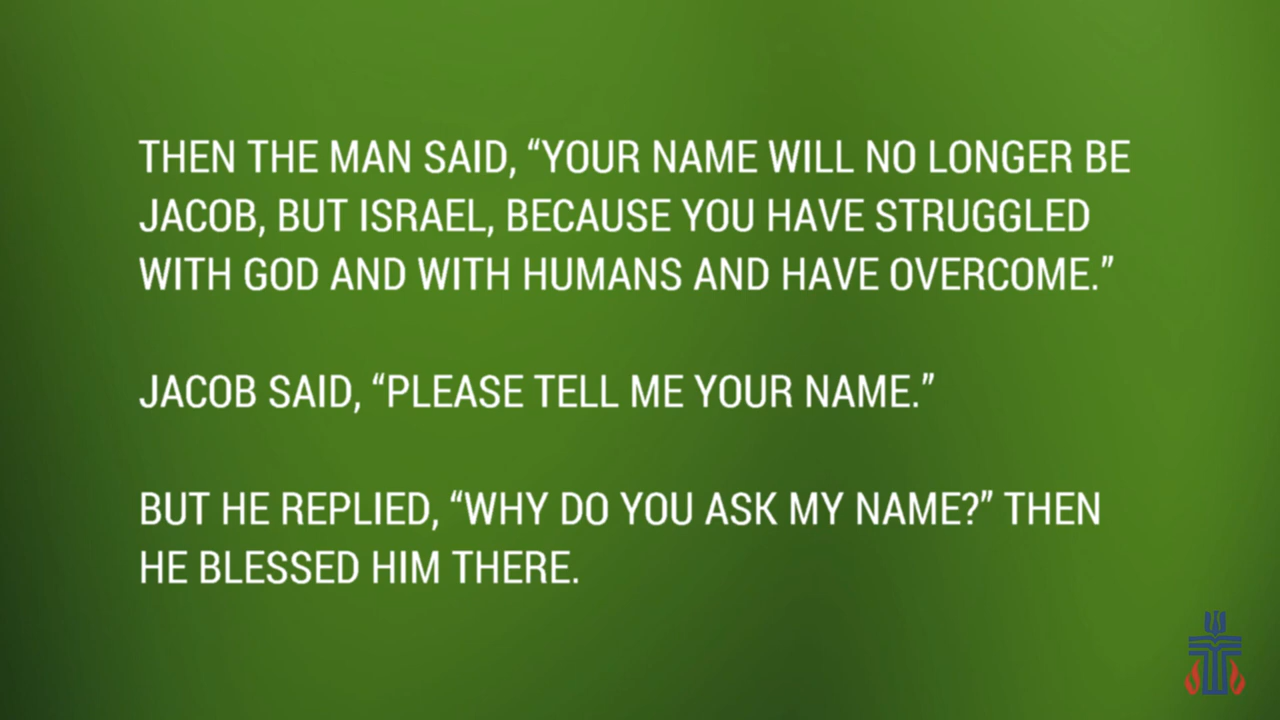 THEN THE MAN SAID, “YOUR NAME WILL NO LONGER BE
JACOB, BUT ISRAEL, BECAUSE YOU HAVE STRUGGLED
WITH GOD AND WITH HUMANS AND HAVE OVERCOME.”
JACOB SAID, “PLEASE TELL ME YOUR NAME.”
BUT HE REPLIED, “WHY DO YOU ASK MY NAME?” THEN
HE BLESSED HIM THERE.